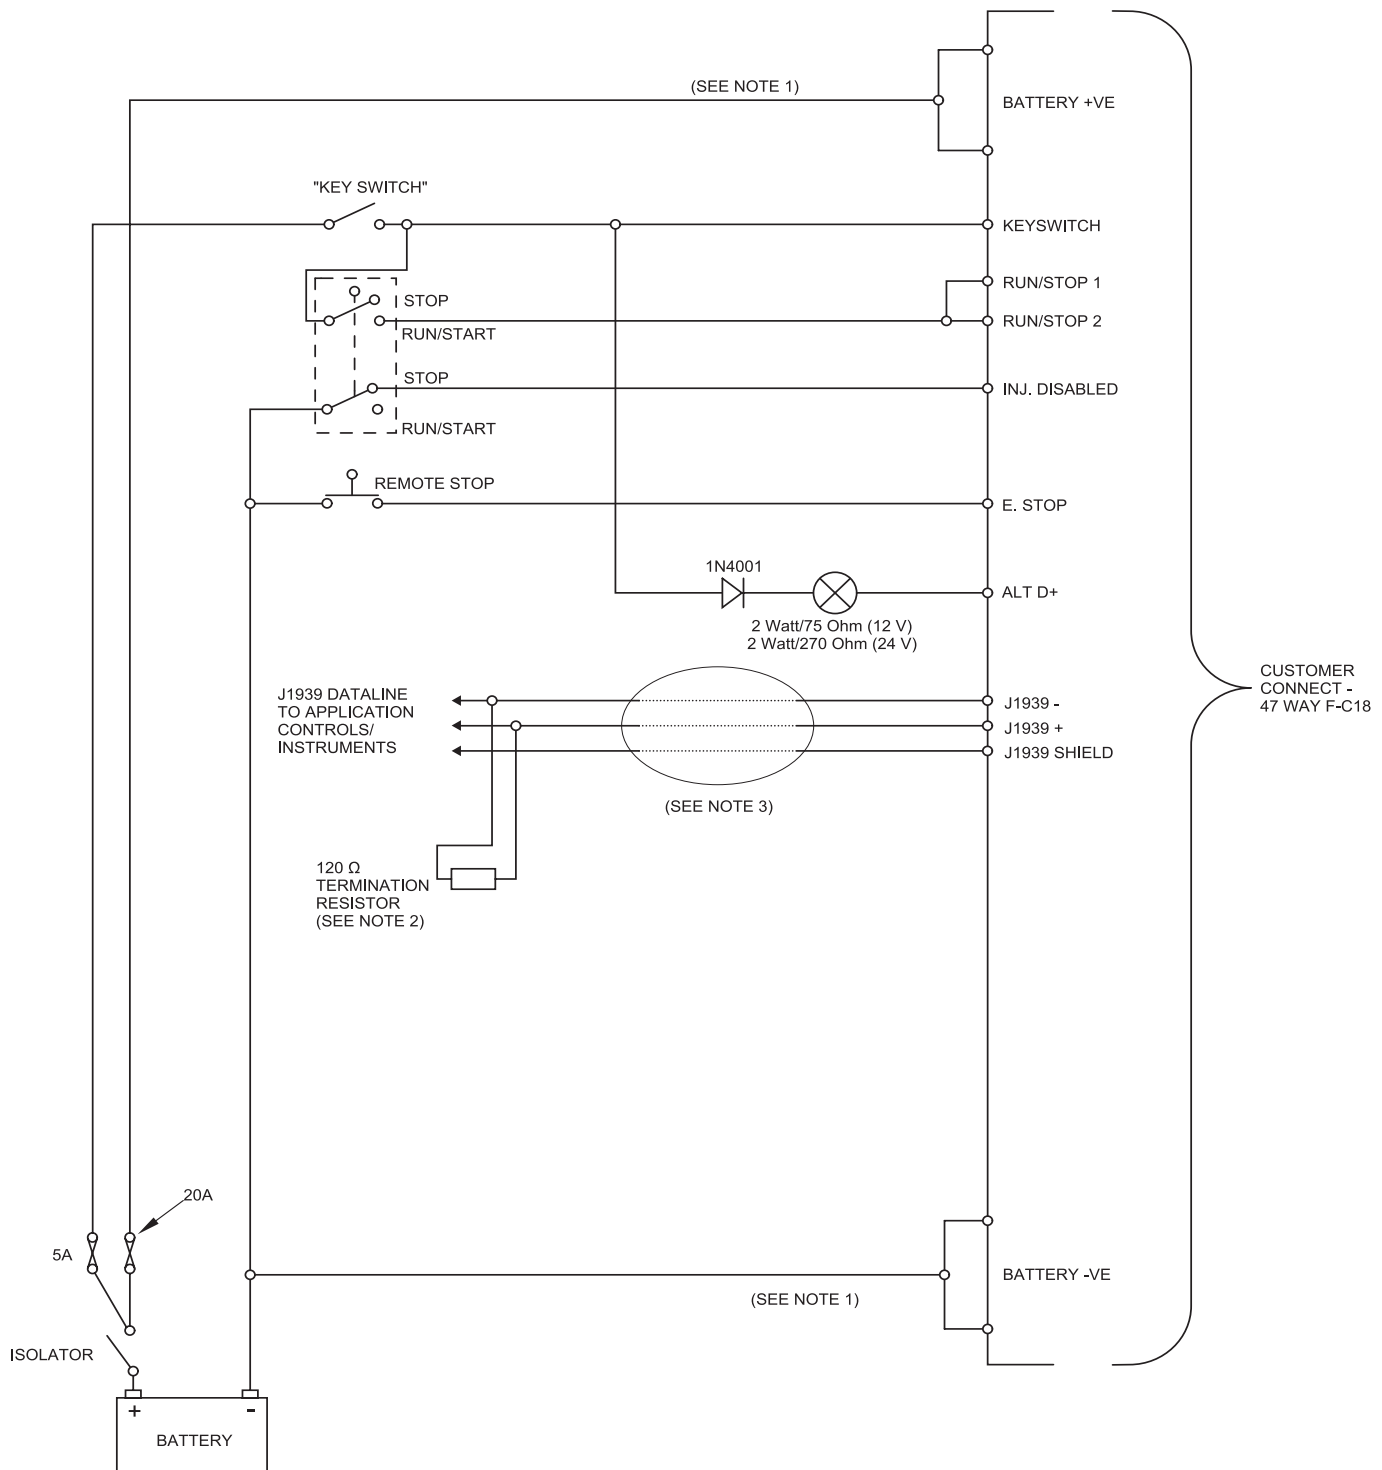 (SEE NOTE 1)
BATTERY +VE
"KEY SWITCH"
KEYSWITCH
STOP
RUN/START
RUN/STOP 1
RUN/STOP 2
STOP
RUN/START
INJ. DISABLED
REMOTE STOP
E. STOP
1N4001
ALT D+
2 Watt/75 Ohm (12 V)
2 Watt/270 Ohm (24 V)
CUSTOMER
CONNECT -
47 WAY F-C18
J1939 DATALINE
TO APPLICATION
CONTROLS/
INSTRUMENTS
J1939 -
J1939 +
J1939 SHIELD
(SEE NOTE 3)
120 Ω
TERMINATION
RESISTOR
(SEE NOTE 2)
20A
5A
BATTERY -VE
(SEE NOTE 1)
ISOLATOR
+ -
BATTERY